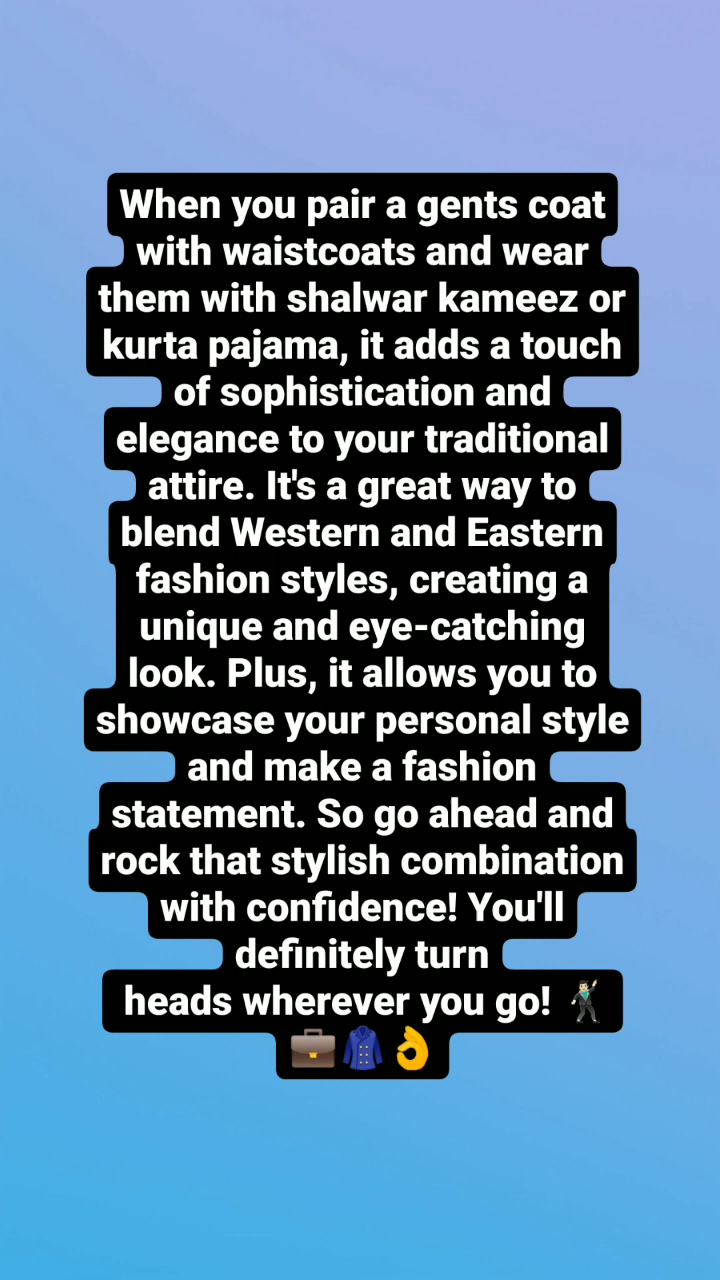 When you pair a gents coat
with waistcoats and wear
them with shalwar kameez or
kurta pajama, it adds a touch
of sophistication and
elegance to your traditional
attire. It's a great way to
blend Western and Eastern
fashion styles, creating a
unique and eye-catching
look. Plus, it allows you to
showcase your personal style
and make a fashion
statement. So go ahead and
rock that stylish combination
with confidence! You'll
definitely turn
heads wherever you go! 🕺🏻
💼🧥👌